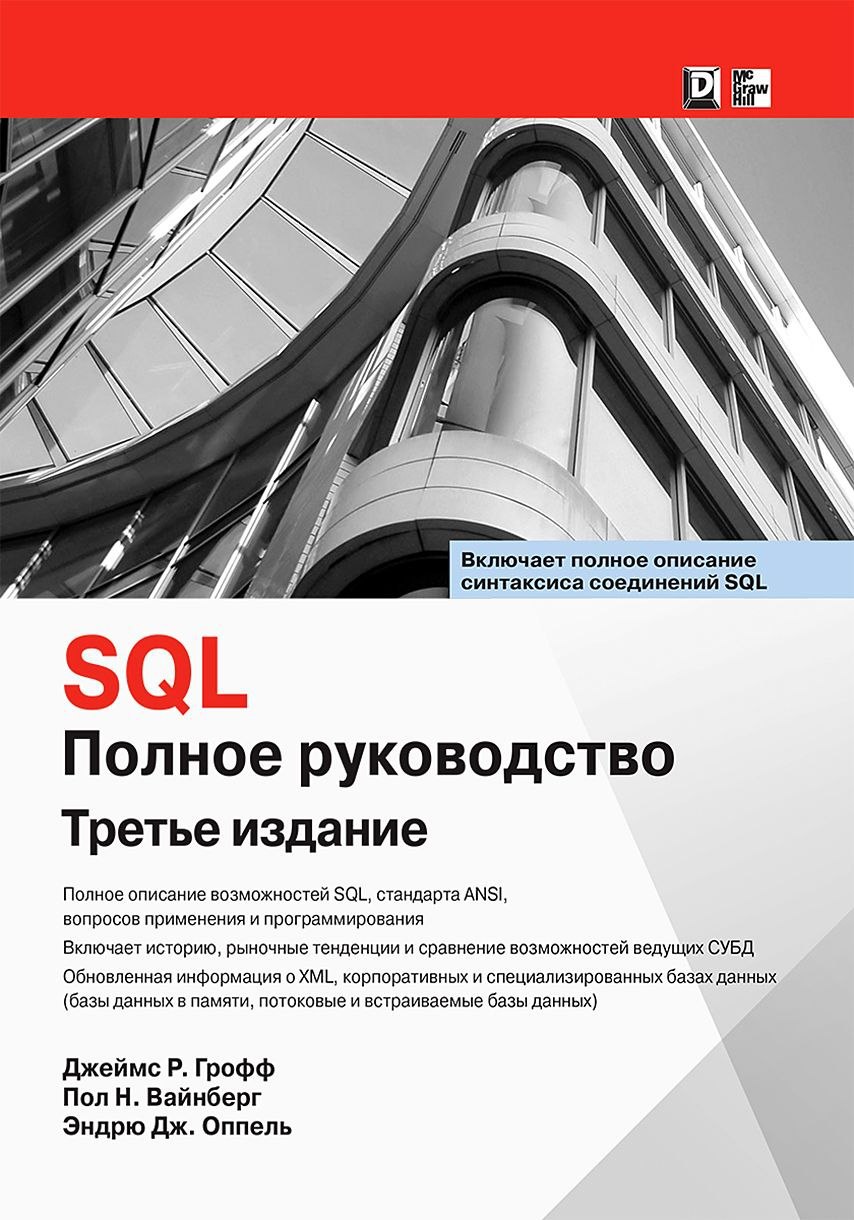 D
Mc
Graw
Hill
Включает полное описание
синтаксиса соединений SQL
SQL
Полное руководство
Третье издание
Полное описание возможностей SQL, стандарта ANSI,
вопросов применения и программирования
Включает историю, рыночные тенденции и сравнение возможностей ведущих СУБД
Обновленная информация о XML, корпоративных и специализированных базах данных
(базы данных в памяти, потоковые и встраиваемые базы данных)
Джеймс Р. Грофф
Пол Н. Вайнберг
Эндрю Дж. Оппель